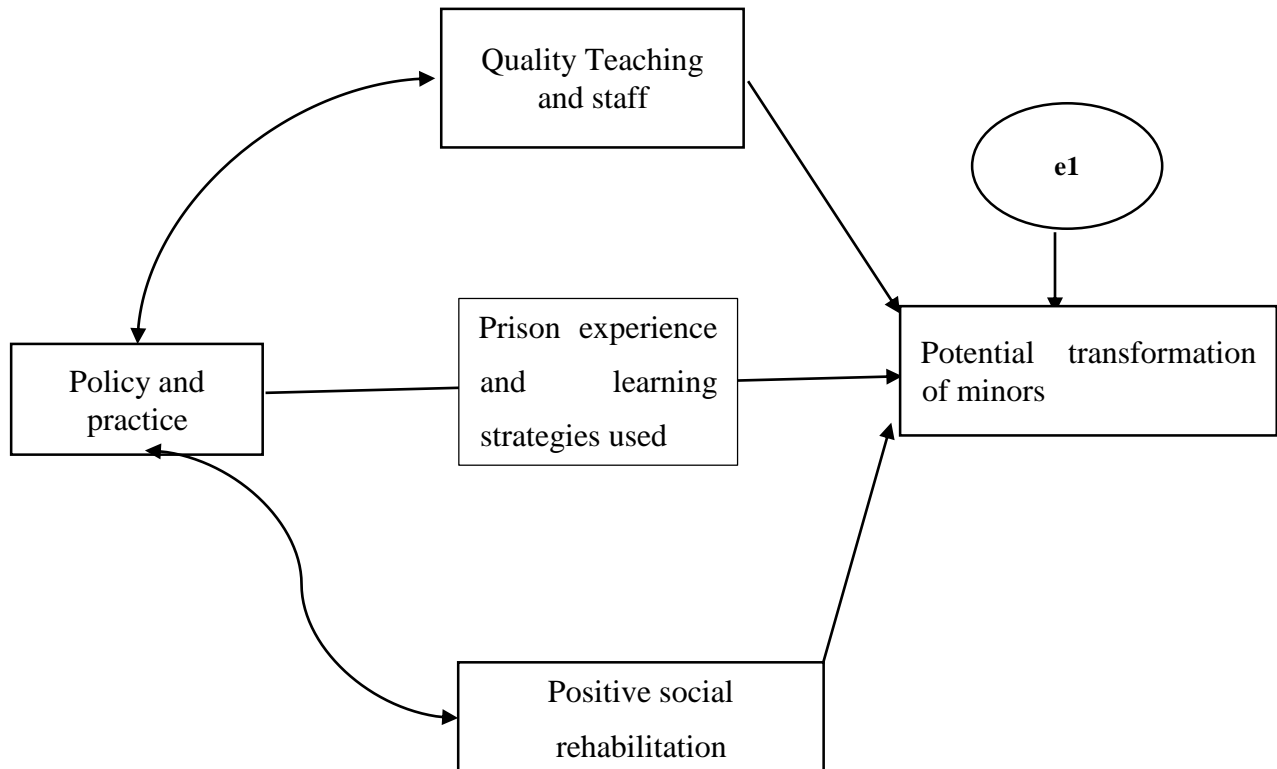 Quality Teaching
and staff
e1
Prison experience
and learning
strategies used
Potential transformation
of minors
Policy and
practice
Positive social
rehabilitation